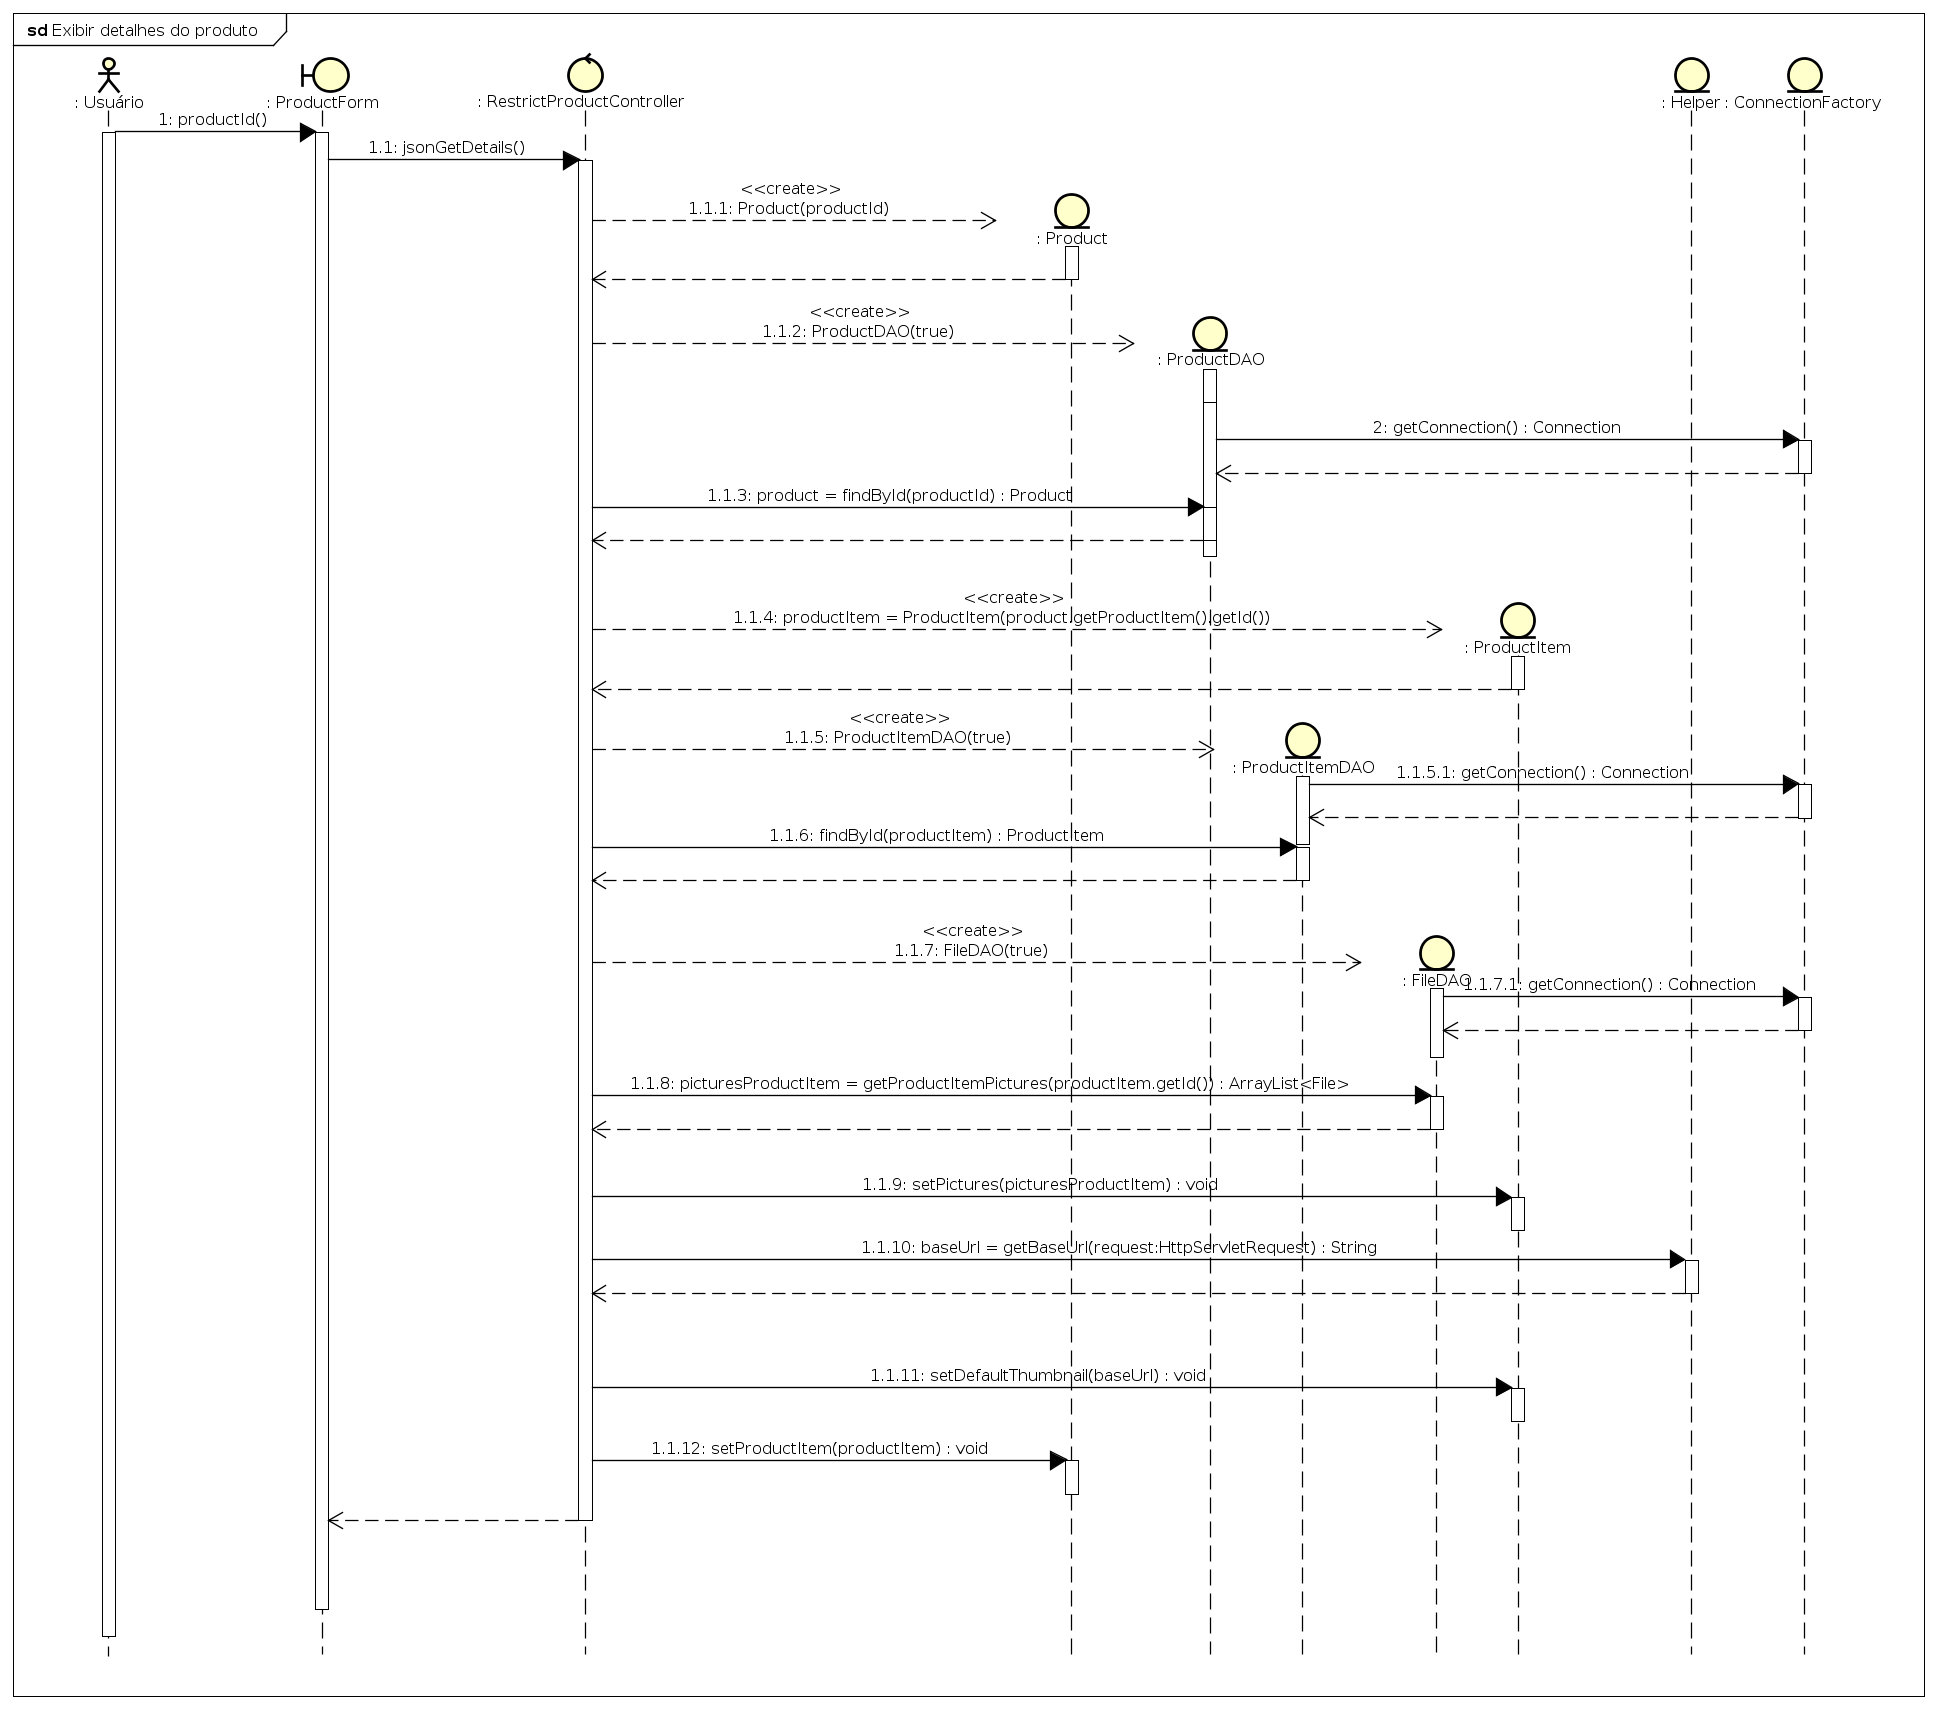 sd Exibir detalhes do produto
: Usuário
: ProductForm
: RestrictProductController
: Helper
: ConnectionFactory
1: productId()
1.1: jsonGetDetails()
<<create>>
1.1.1: Product(productId)
: Product
<<create>>
1.1.2: ProductDAO(true)
: ProductDAO
2: getConnection() : Connection
1.1.3: product = findById(productId) : Product
<<create>>
1.1.4: productItem = ProductItem(product.getProductItem().getId())
: ProductItem
<<create>>
1.1.5: ProductItemDAO(true)
: ProductItemDAO
1.1.5.1: getConnection() : Connection
1.1.6: findById(productItem) : ProductItem
<<create>>
1.1.7: FileDAO(true)
: FileDAO
1.1.7.1: getConnection() : Connection
1.1.8: picturesProductItem = getProductItemPictures(productItem.getId()) : ArrayList<File>
1.1.9: setPictures(picturesProductItem) : void
1.1.10: baseUrl = getBaseUrl(request:HttpServletRequest) : String
1.1.11: setDefaultThumbnail(baseUrl) : void
1.1.12: setProductItem(productItem) : void